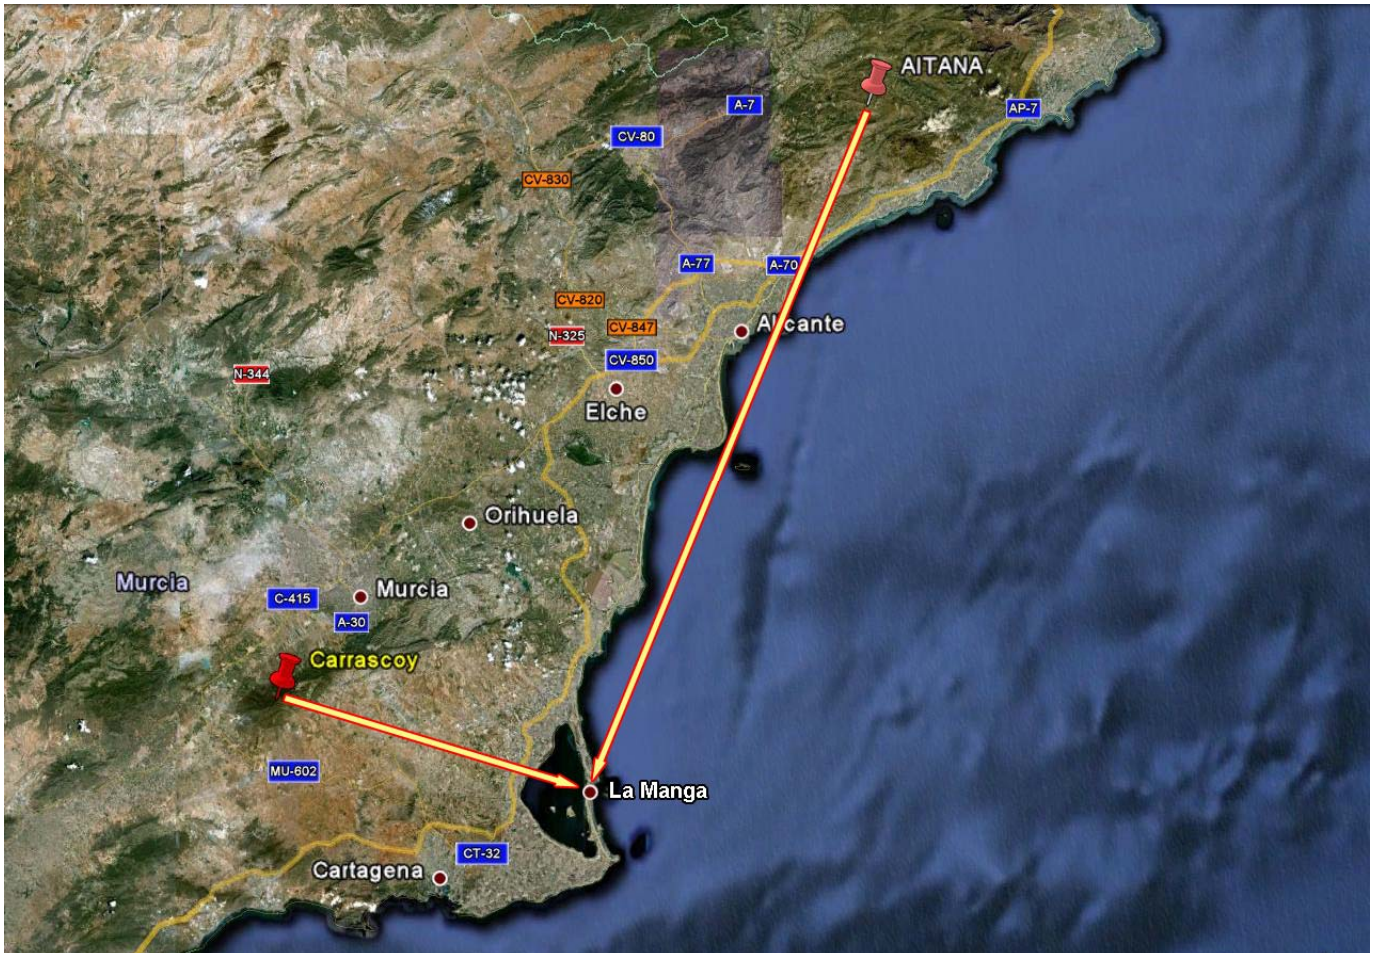 AITANA
A-7
AP-7
CV-80
CV-830
A-77
A-70
CV-820
CV-847
Alicante
N-325
CV-850
N-344
Elche
Orihuela
Murcia
C-415
Murcia
A-30
Carrascoy
MU-602
La Manga
CT-32
Cartagena